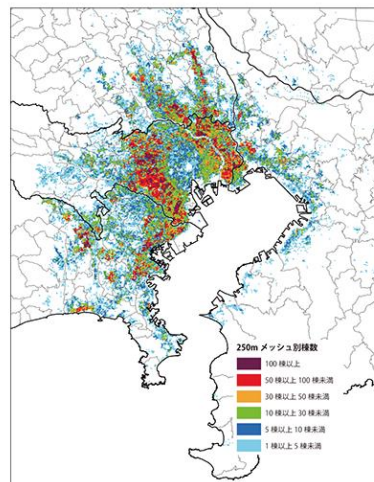 250m メッシュ別棟数
100 棟以上
50 棟以上 100 棟未満
30 棟以上 50 棟未満
10 棟以上 30 棟未満
5 棟以上 10 棟未満
1 棟以上 5 棟未満